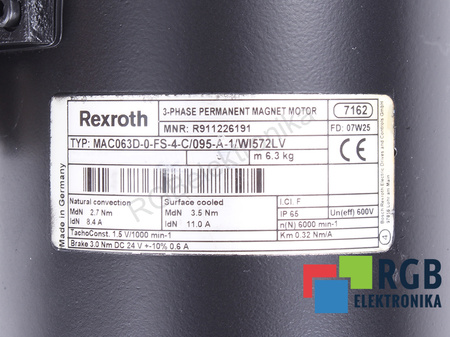 Rexroth
3-PHASE PERMANENT MAGNET MOTOR
7162
MNR: R911226191
FD: 07W25
TYP: MAC063D-0-FS-4-C/095-A-1/WI572LV
m 6.3 kg
Made in Germany
Natural convection
Surface cooled
I.Cl. F
MdN 2.7 Nm
MdN 3.5 Nm
IP 65
Un(eff) 600V
IdN 8.4 A
IdN 11.0 A
n(N) 6000 min-1
TachoConst. 1.5 V/1000 min-1
Km 0.32 Nm/A
Brake 3.0 Nm DC 24 V +-10% 0.6 A
RGB
ELEKTRONIKA